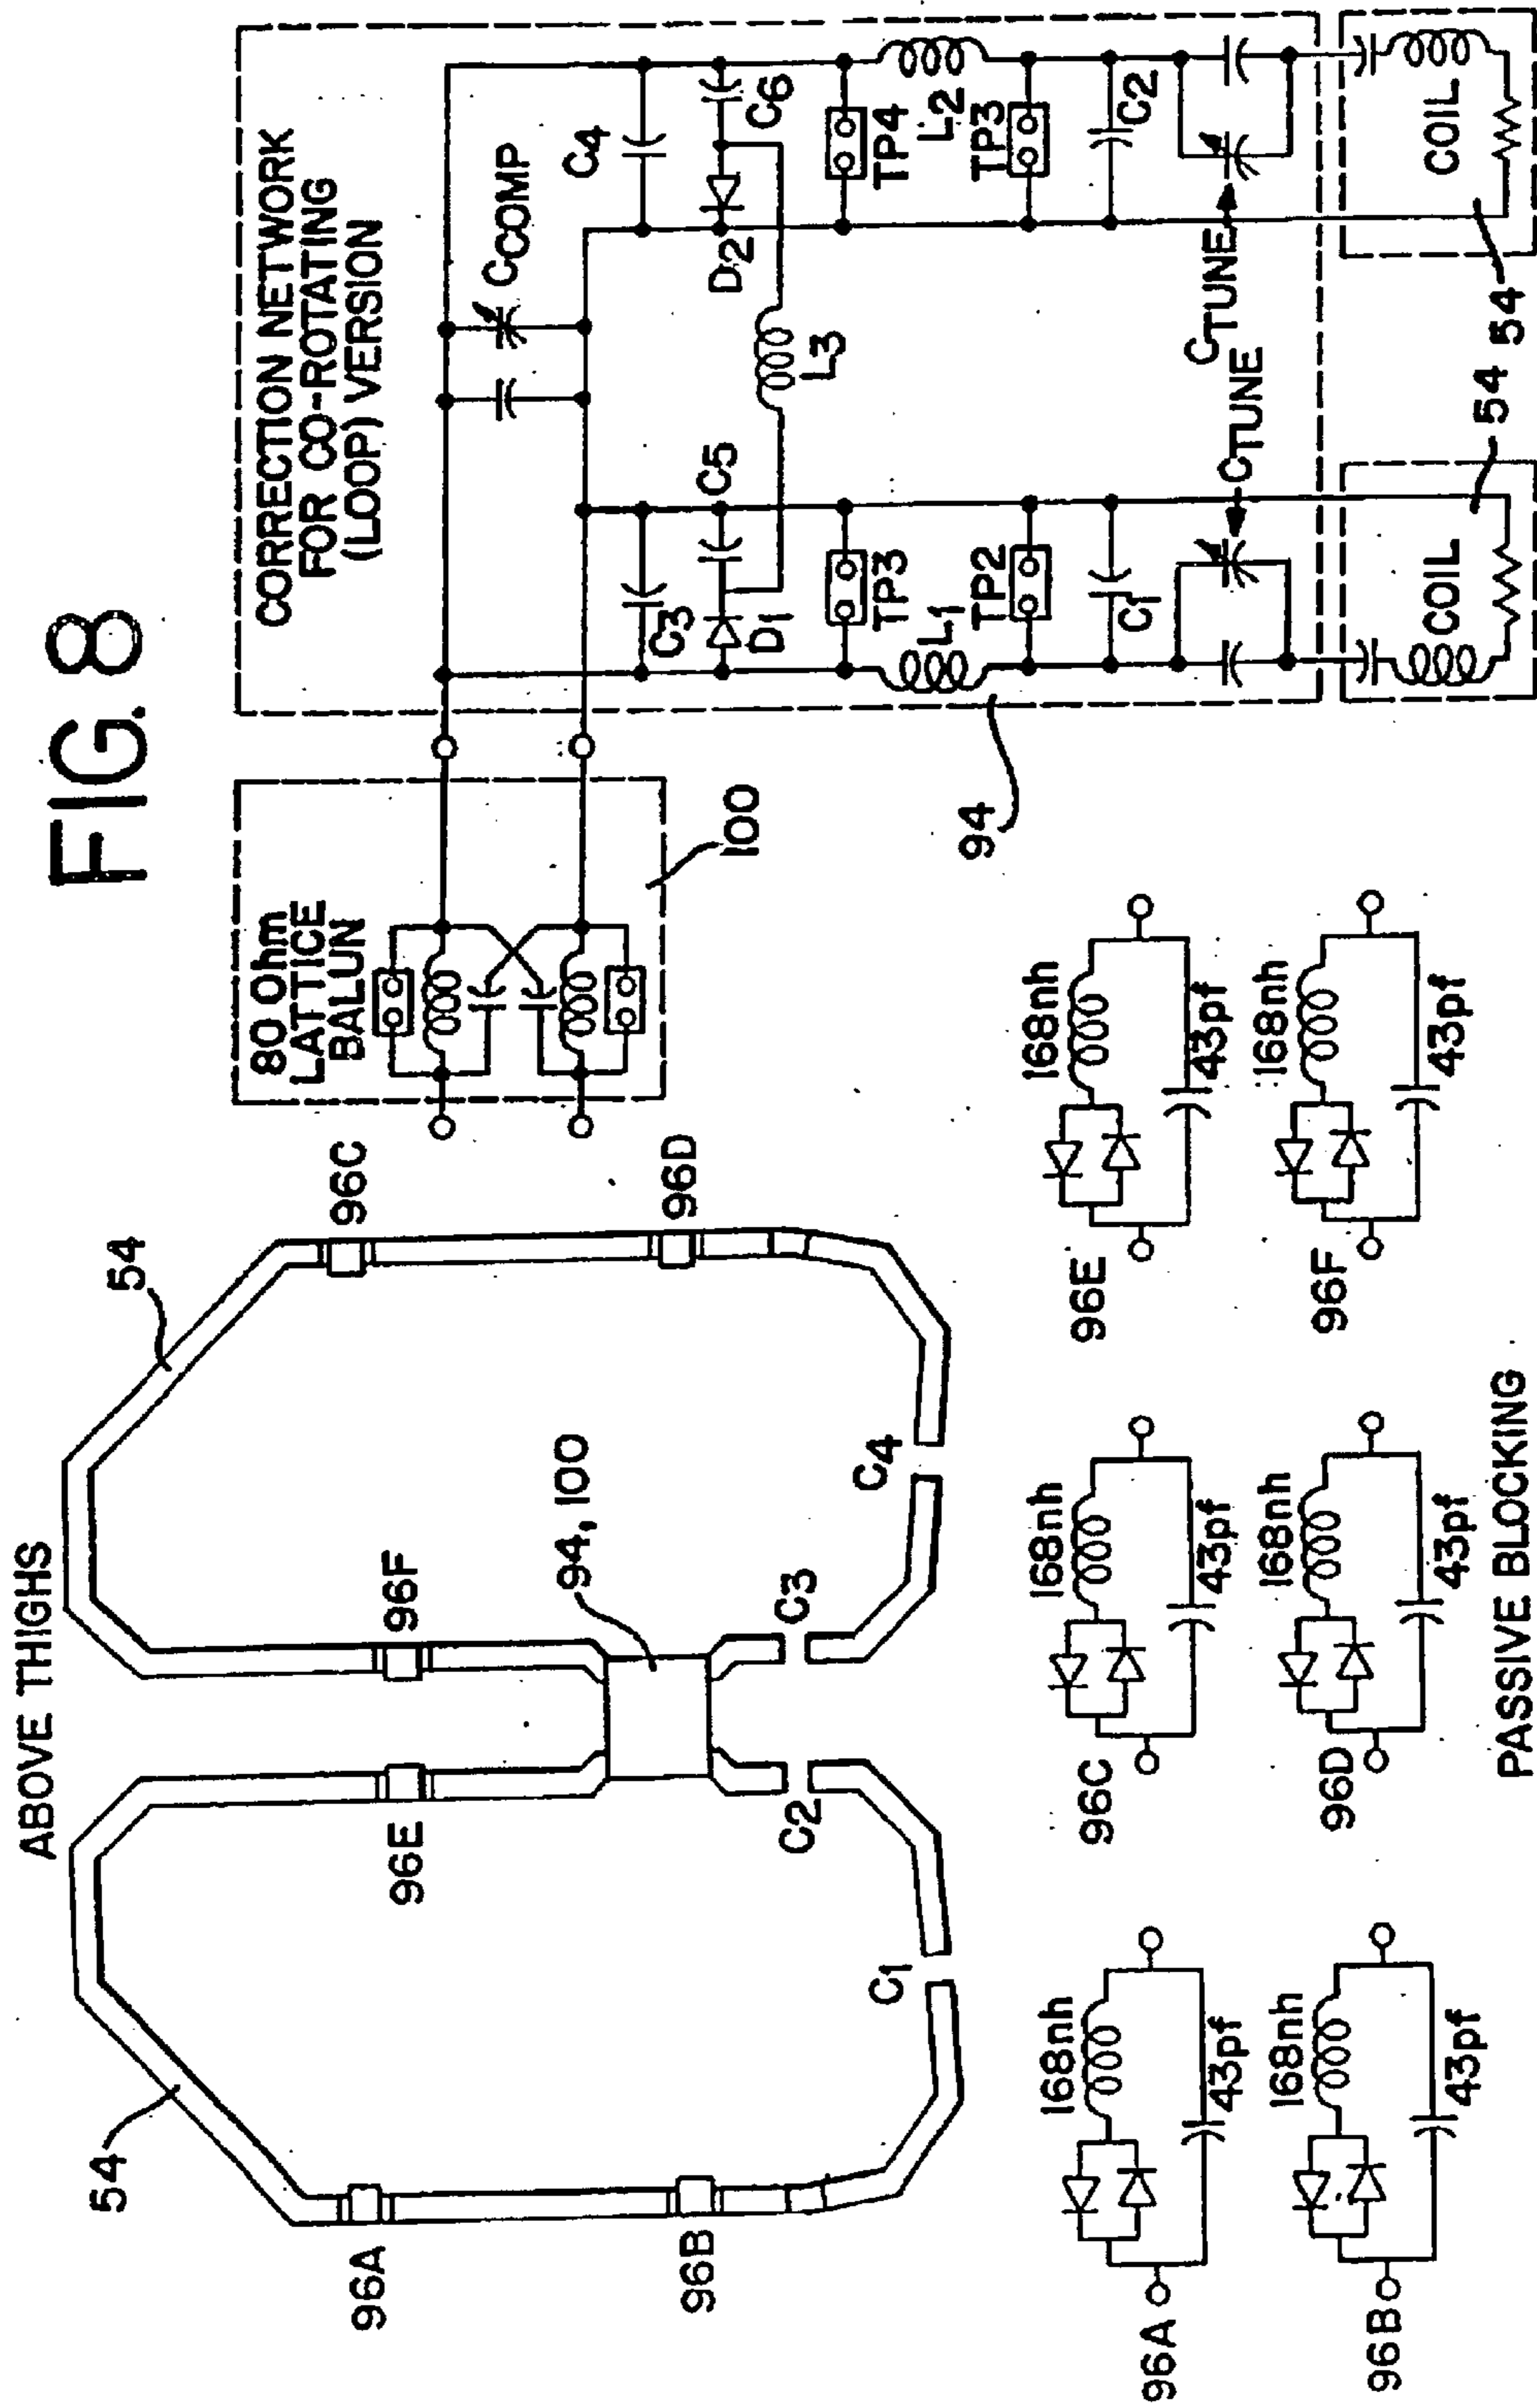 FIG. 8
ABOVE THIGHS
54
54
96A
96B
96C
96D
96E
96F
94, 100
C1
C2
C3
C4
80 Ohm
LATTICE
BALUN
100
CORRECTION NETWORK
FOR CO-ROTATING
(LOOP) VERSION
CCOMP
C3
C4
C5
C6
D1
D2
L3
TP3
TP4
L1
L2
TP2
TP3
C1
C2
CTUNE
CTUNE
94
COIL
COIL
54
54
96A
168nh
43pf
96B
168nh
43pf
96C
168nh
43pf
96D
168nh
43pf
96E
168nh
43pf
96F
168nh
43pf
PASSIVE BLOCKING